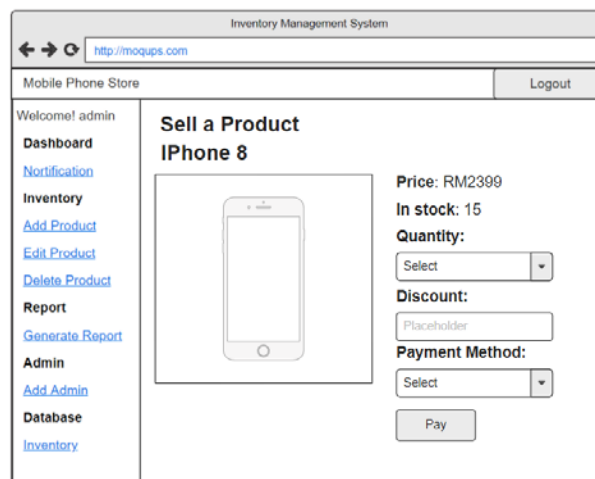 Inventory Management System
http://moqups.com
Mobile Phone Store
Logout
Welcome! admin
Dashboard
Nortification
Inventory
Add Product
Edit Product
Delete Product
Report
Generate Report
Admin
Add Admin
Database
Inventory
Sell a Product
IPhone 8
Price: RM2399
In stock: 15
Quantity:
Select
Discount:
Placeholder
Payment Method:
Select
Pay